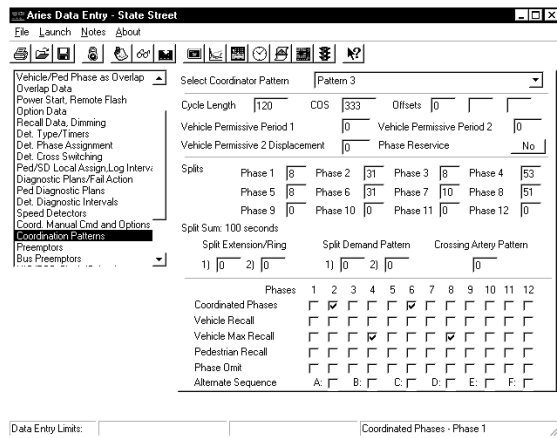 Aries Data Entry - State Street
File Launch Notes About
Vehicle/Ped Phase as Overlap
Overlap Data
Power Start, Remote Flash
Option Data
Recall Data, Dimming
Det. Type/Timers
Det. Phase Assignment
Det. Cross Switching
Ped/SD Local Assign,Log Interva
Diagnostic Plans/Fail Action
Ped Diagnostic Plans
Det. Diagnostic Intervals
Speed Detectors
Coord. Manual Cmd and Options
Coordination Patterns
Preemptors
Bus Preemptors
Select Coordinator Pattern Pattern 3
Cycle Length 120 COS 333 Offsets 0
Vehicle Permissive Period 1 0 Vehicle Permissive Period 2 0
Vehicle Permissive 2 Displacement 0 Phase Reservice No
Splits Phase 1 8 Phase 2 31 Phase 3 8 Phase 4 53
Phase 5 8 Phase 6 31 Phase 7 10 Phase 8 51
Phase 9 0 Phase 10 0 Phase 11 0 Phase 12 0
Split Sum: 100 seconds
Split Extension/Ring Split Demand Pattern Crossing Artery Pattern
1) 0 2) 0 1) 0 2) 0 0
Phases 1 2 3 4 5 6 7 8 9 10 11 12
Coordinated Phases
Vehicle Recall
Vehicle Max Recall
Pedestrian Recall
Phase Omit
Alternate Sequence A: B: C: D: E: F:
Data Entry Limits: Coordinated Phases - Phase 1